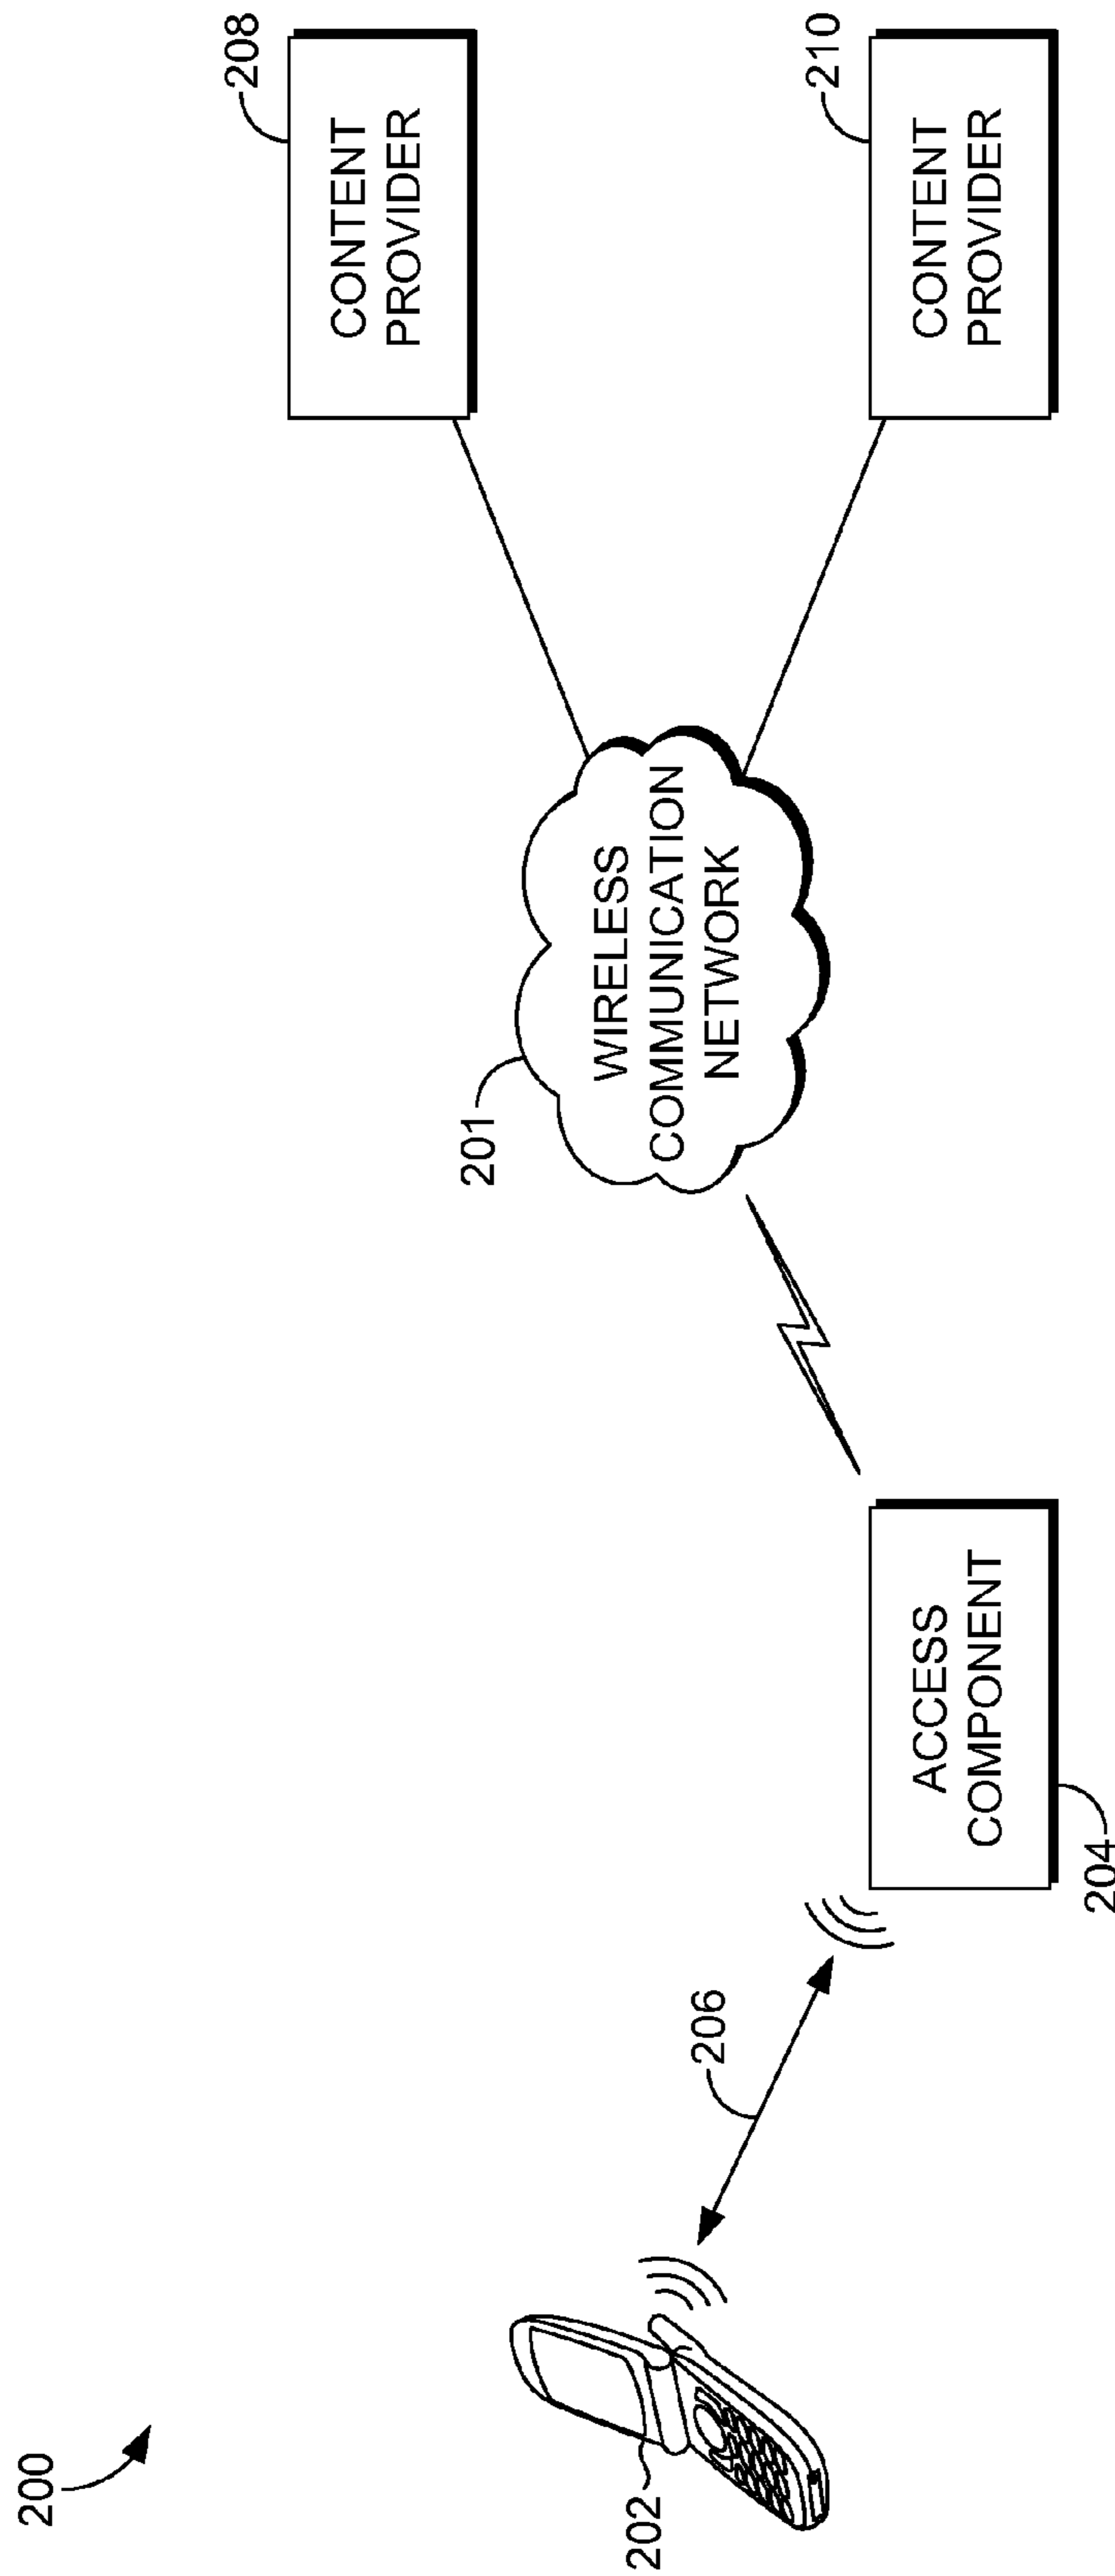 200
202
206
204
ACCESS
COMPONENT
201
WIRELESS
COMMUNICATION
NETWORK
208
CONTENT
PROVIDER
210
CONTENT
PROVIDER